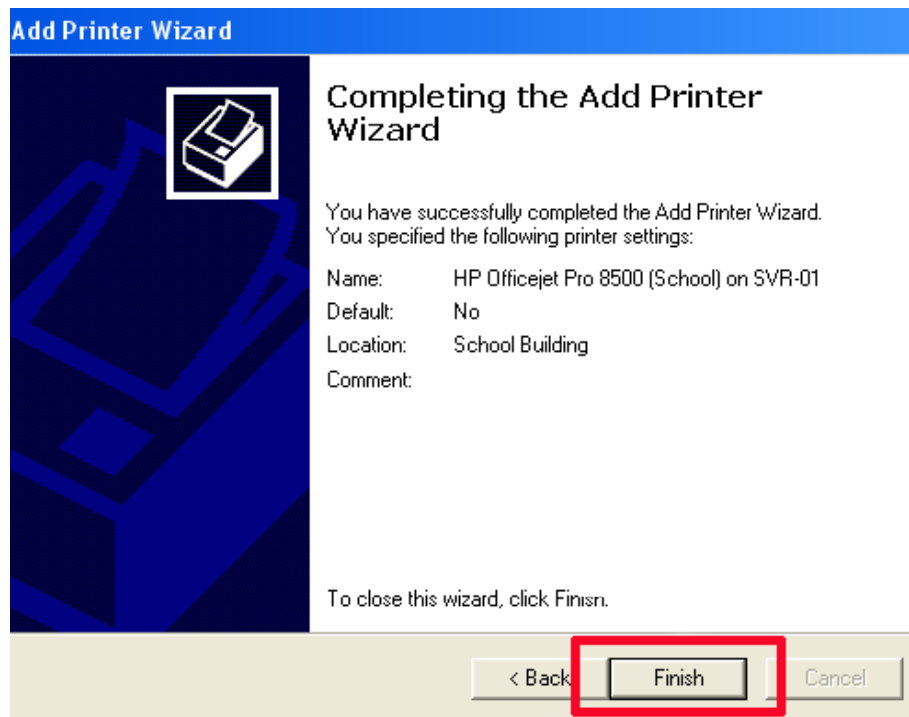 Add Printer Wizard
Completing the Add Printer
Wizard
You have successfully completed the Add Printer Wizard.
You specified the following printer settings:
Name: HP Officejet Pro 8500 (School) on SVR-01
Default: No
Location: School Building
Comment:
To close this wizard, click Finish.
< Back Finish Cancel